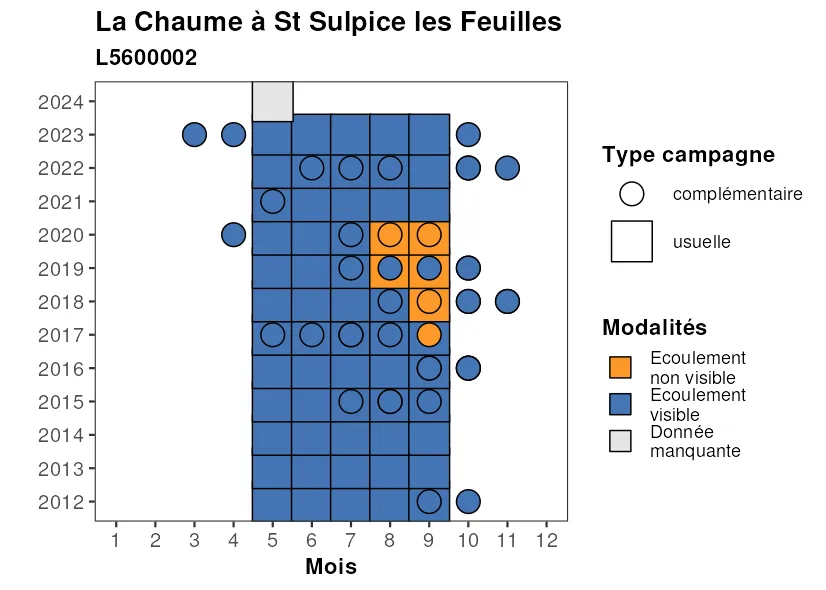 La Chaume à St Sulpice les Feuilles
L5600002
2024
2023
2022
2021
2020
2019
2018
2017
2016
2015
2014
2013
2012
1 2 3 4 5 6 7 8 9 10 11 12
Mois
Type campagne
complémentaire
usuelle
Modalités
Ecoulement
non visible
Ecoulement
visible
Donnée
manquante